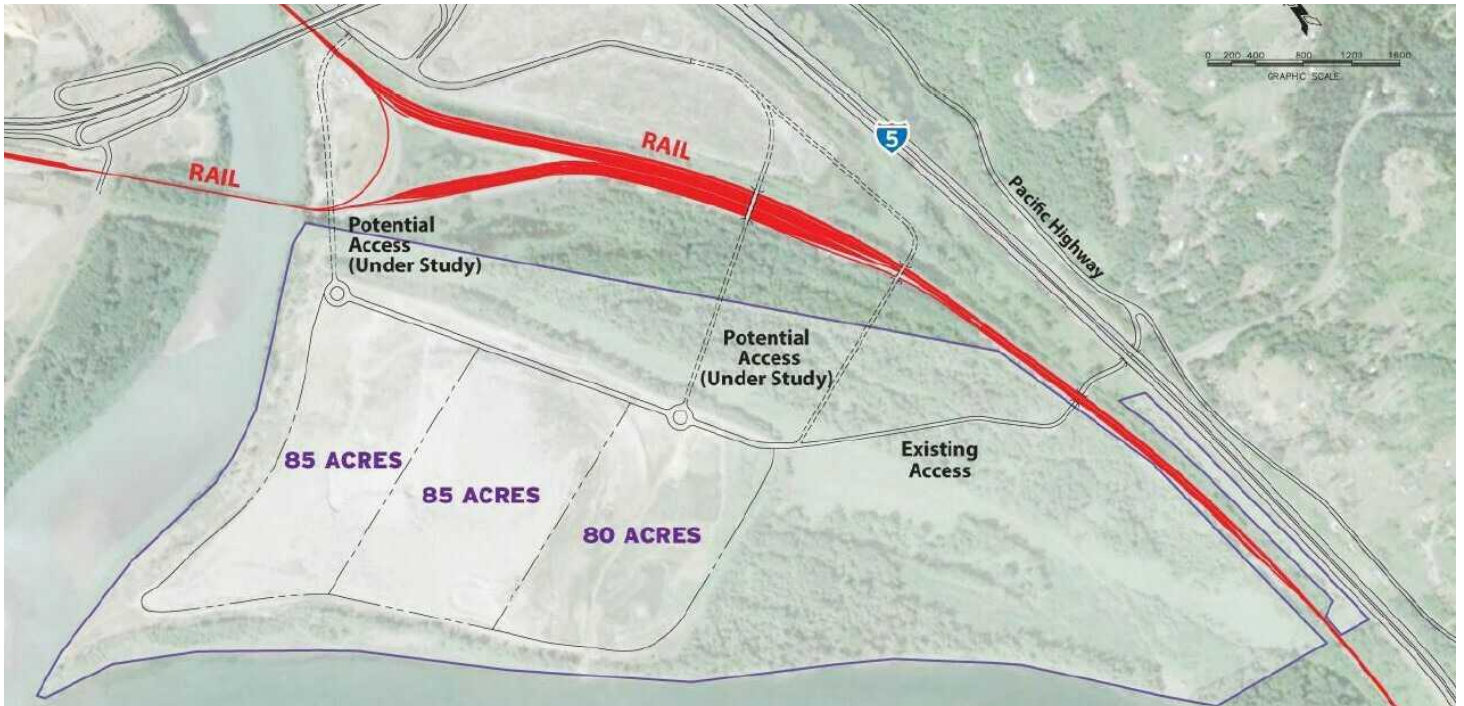 0 200 400 800 1200 1600
GRAPHIC SCALE
5
RAIL
RAIL
Pacific Highway
Potential
Access
(Under Study)
Potential
Access
(Under Study)
Existing
Access
85 ACRES
85 ACRES
80 ACRES